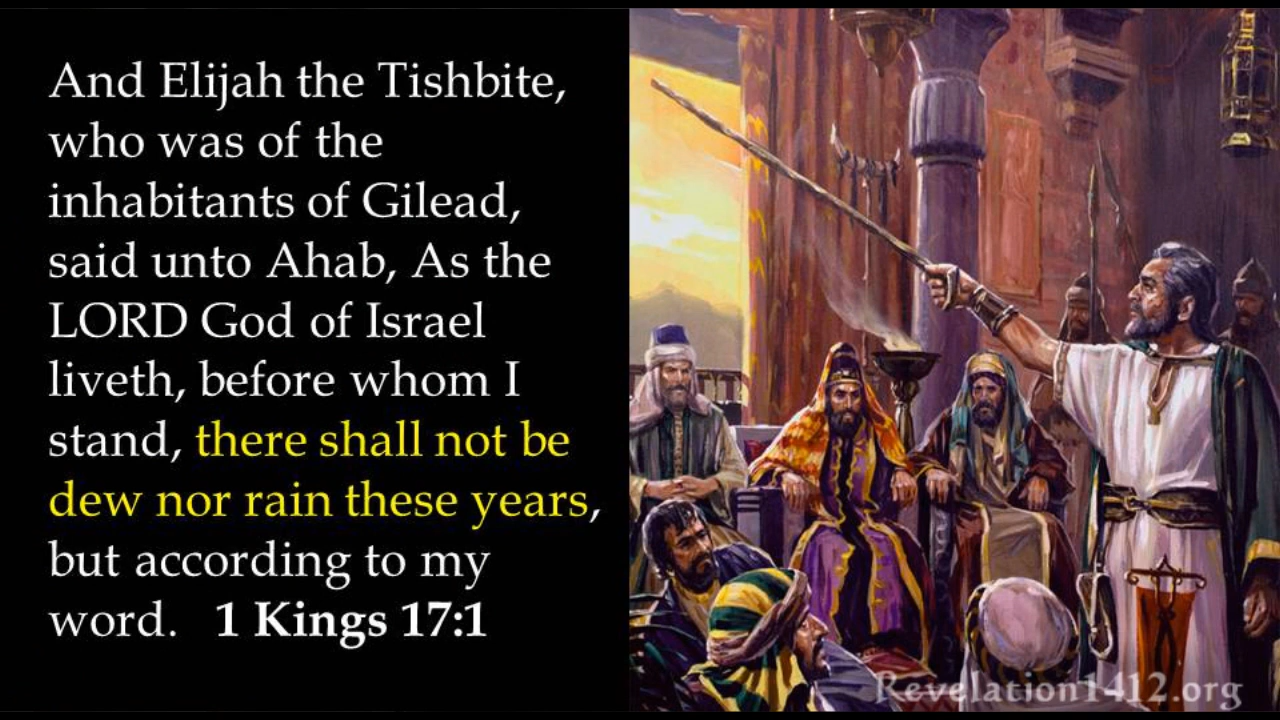 And Elijah the Tishbite,
who was of the
inhabitants of Gilead,
said unto Ahab, As the
LORD God of Israel
liveth, before whom I
stand, there shall not be
dew nor rain these years,
but according to my
word.   1 Kings 17:1
Revelation1412.org